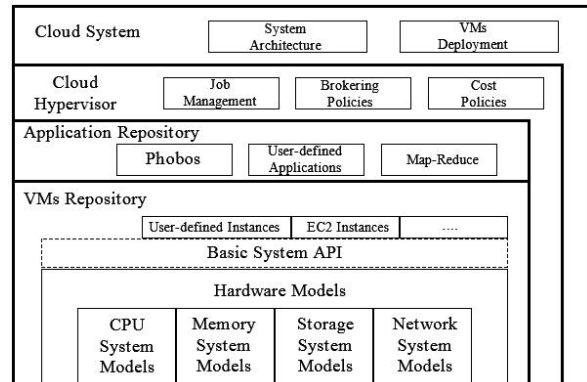 Cloud System
System
Architecture
VMs
Deployment
Cloud
Hypervisor
Job
Management
Brokering
Policies
Cost
Policies
Application Repository
Phobos
User-defined
Applications
Map-Reduce
VMs Repository
User-defined Instances
EC2 Instances
....
Basic System API
Hardware Models
CPU
System
Models
Memory
System
Models
Storage
System
Models
Network
System
Models